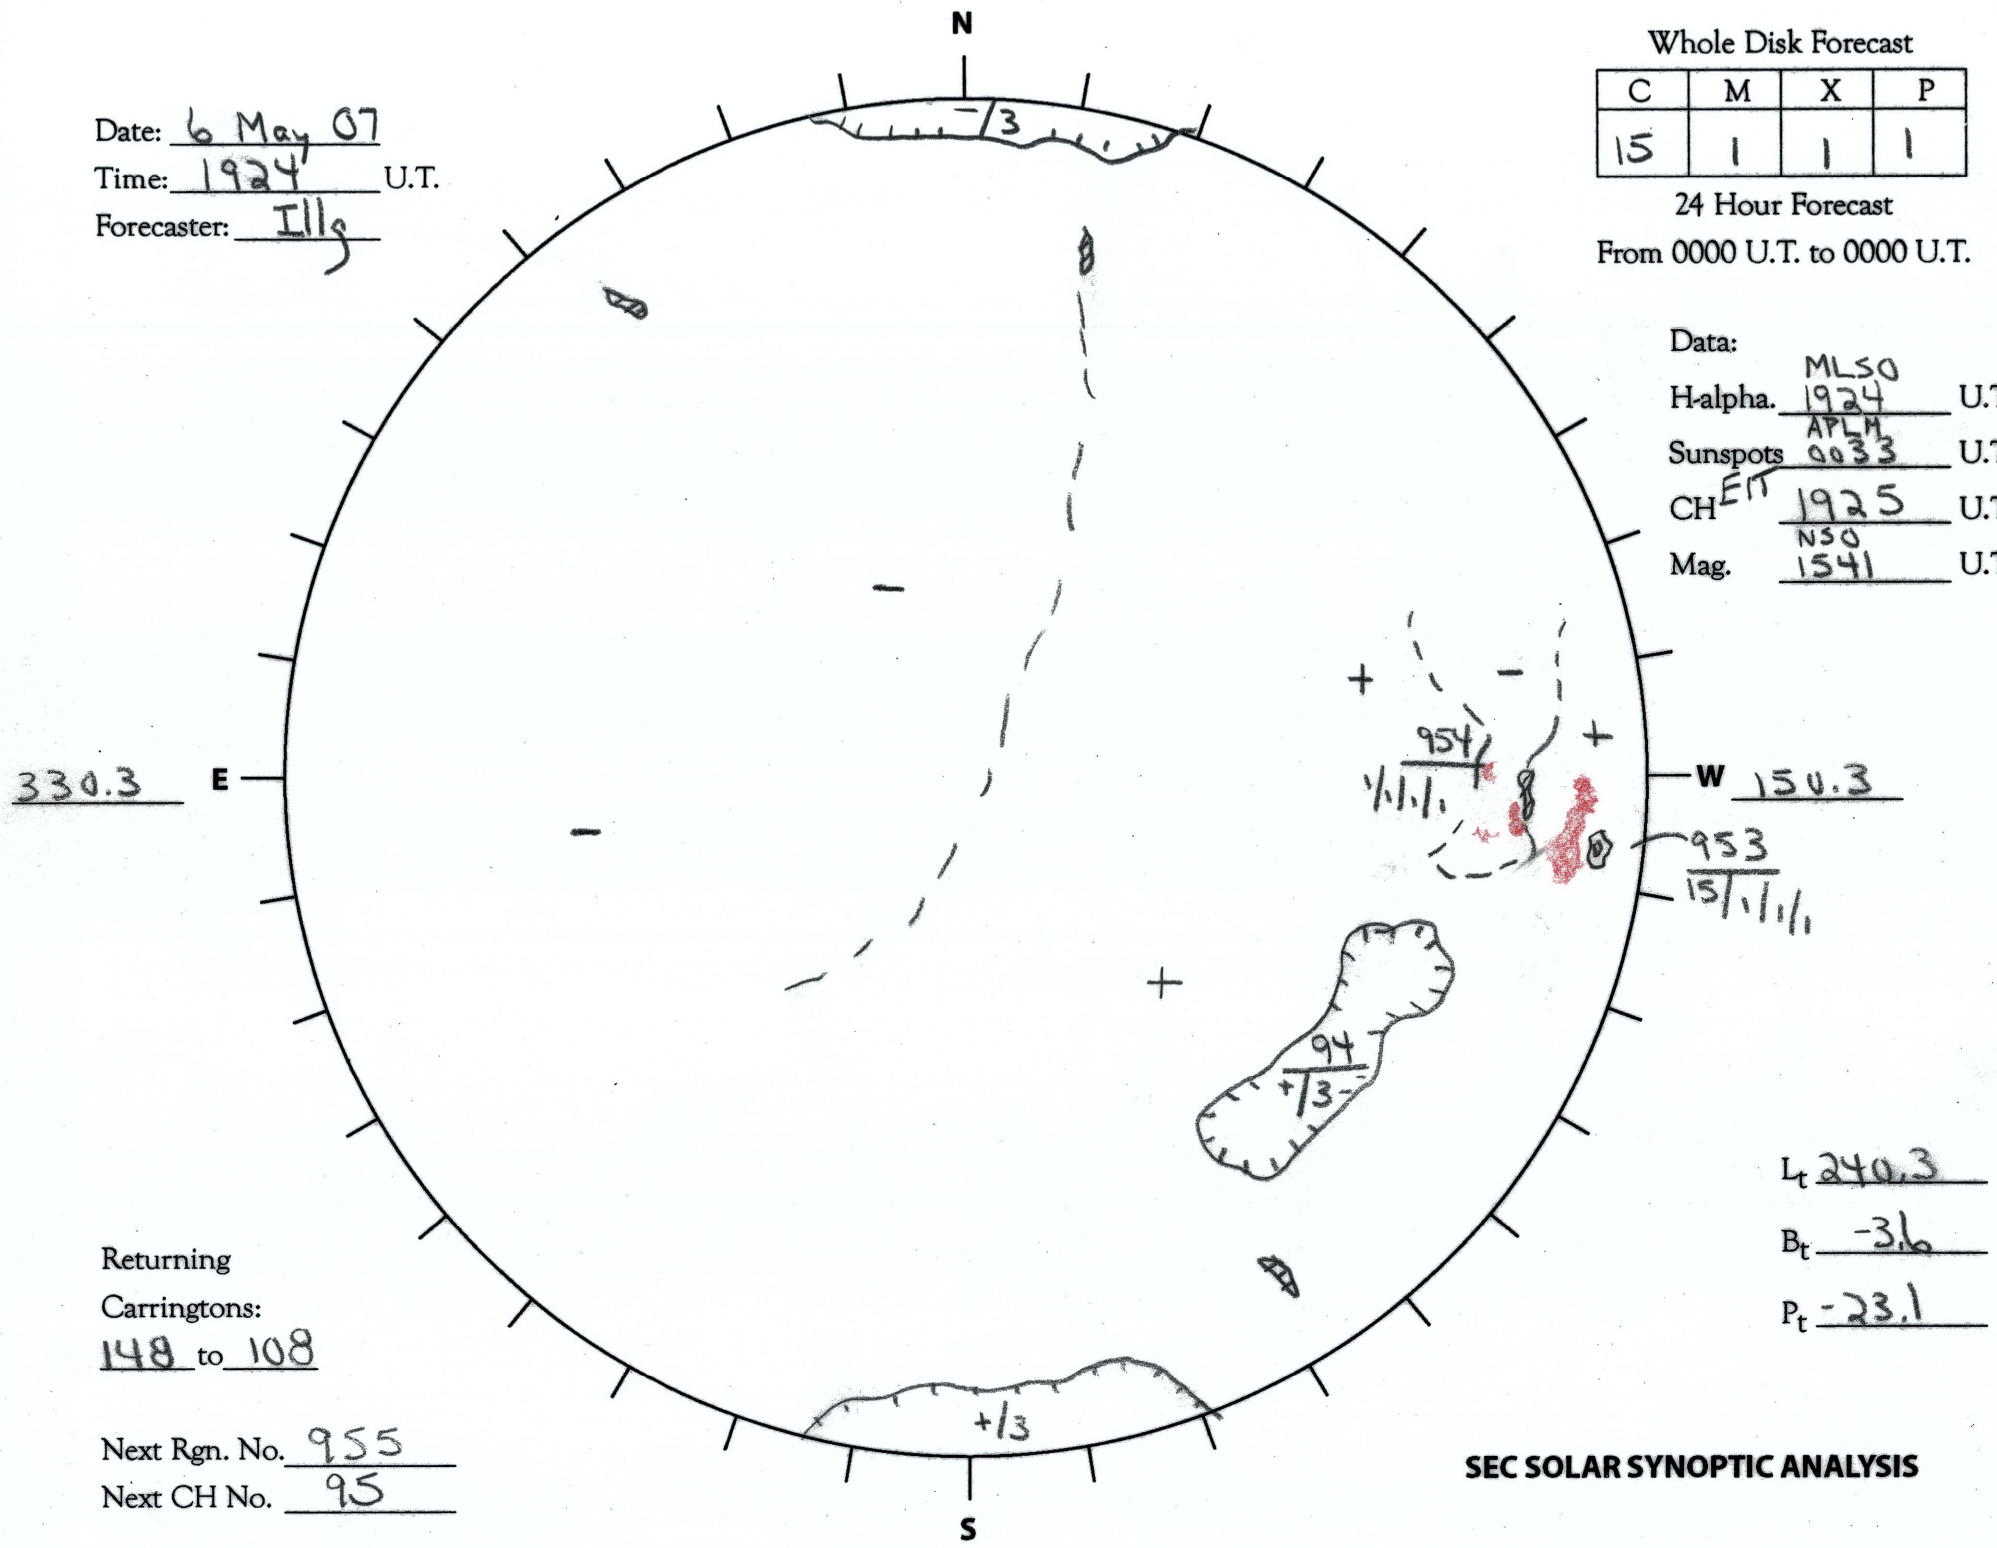 N
Date: 6 May 07
Time: 1924 U.T.
Forecaster: Illg
Whole Disk Forecast
C M X P
15 1 1 1
24 Hour Forecast
From 0000 U.T. to 0000 U.T.
-/3
Data:
MLSO
H-alpha. 1924 U.T
APLM
Sunspots 0033 U.T
EIT
CH 1925 U.T
NSO
Mag. 1541 U.T
-
+ -
+
954
1/1/1/1
330.3 E
W 150.3
-
953
15/1/1/1
+
94
+/3-
Lt 240.3
Bt -3.6
Pt -23.1
Returning
Carringtons:
148 to 108
+/3
Next Rgn. No. 955
Next CH No. 95
SEC SOLAR SYNOPTIC ANALYSIS
S